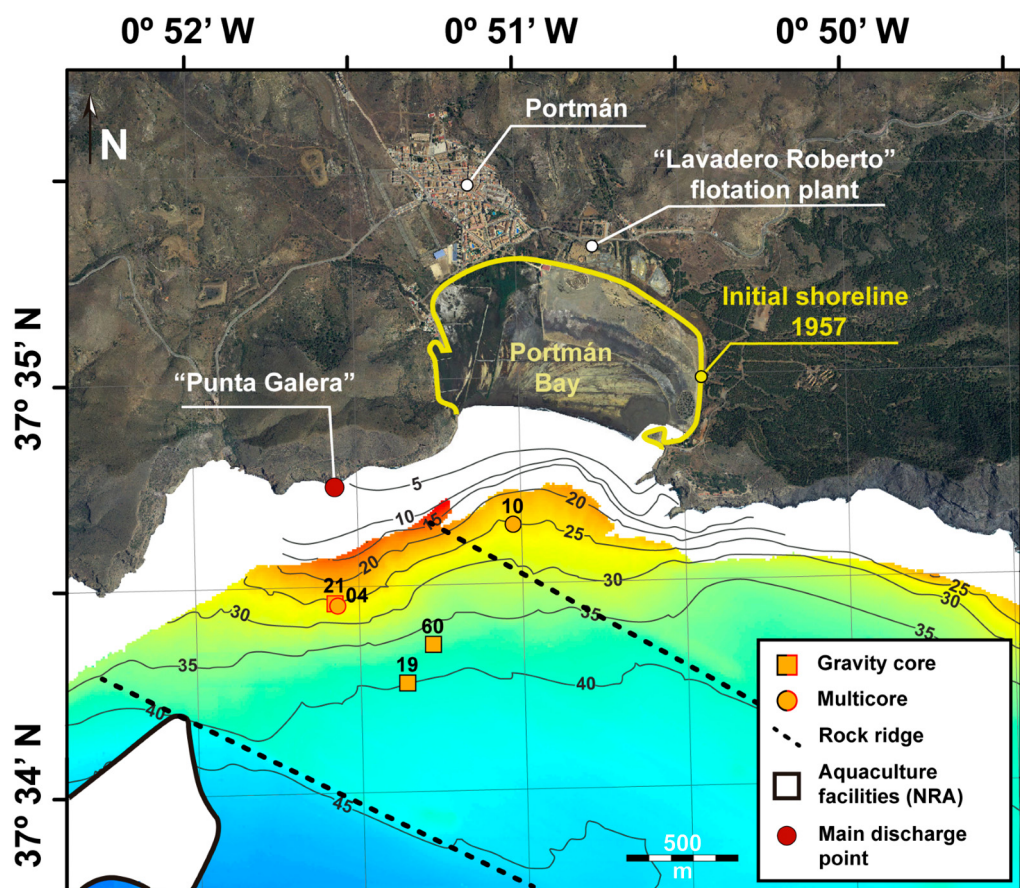 0º 52’ W
0º 51’ W
0º 50’ W
N
Portmán
“Lavadero Roberto”
flotation plant
Initial shoreline
1957
37º 35’ N
Portmán
Bay
“Punta Galera”
5
10
15
20
20
10
25
25
30
30
30
35
35
35
21
04
60
19
40
40
45
37º 34’ N
500
m
Gravity core
Multicore
Rock ridge
Aquaculture
facilities (NRA)
Main discharge
point